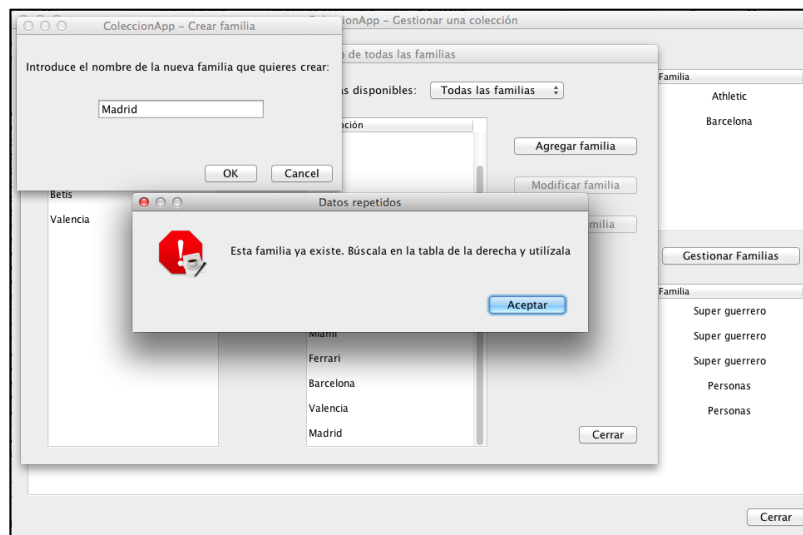 ColeccionApp – Crear familia
ionApp – Gestionar una colección
o de todas las familias
Introduce el nombre de la nueva familia que quieres crear:
Madrid
OK
Cancel
s disponibles:
Todas las familias
pción
Agregar familia
Modificar familia
milia
Betis
Valencia
Datos repetidos
Esta familia ya existe. Búscala en la tabla de la derecha y utilízala
Aceptar
Miami
Ferrari
Barcelona
Valencia
Madrid
Cerrar
Familia
Athletic
Barcelona
Gestionar Familias
Familia
Super guerrero
Super guerrero
Super guerrero
Personas
Personas
Cerrar